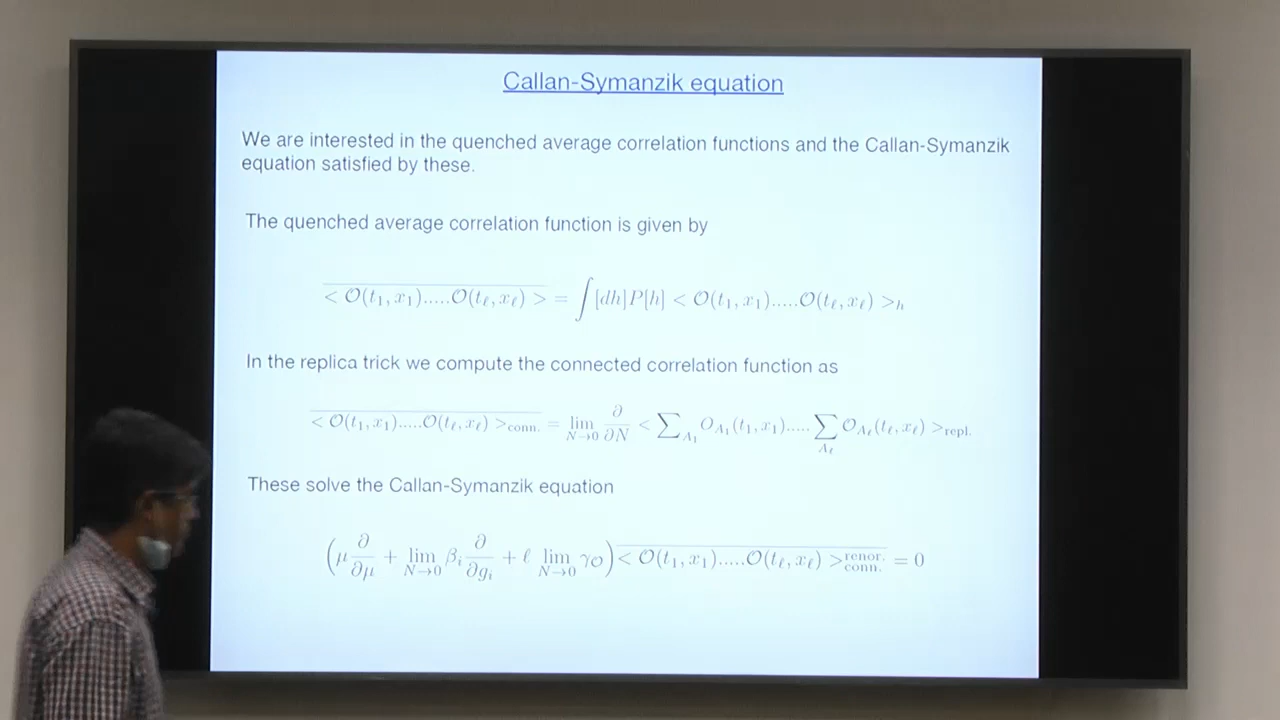 Callan-Symanzik equation
We are interested in the quenched average correlation functions and the Callan-Symanzik
equation satisfied by these.
The quenched average correlation function is given by
$\overline{< \mathcal{O}(t_1, x_1).....\mathcal{O}(t_\ell, x_\ell) >} = \int [dh]P[h] < \mathcal{O}(t_1, x_1).....\mathcal{O}(t_\ell, x_\ell) >_h$
In the replica trick we compute the connected correlation function as
$\overline{< \mathcal{O}(t_1, x_1).....\mathcal{O}(t_\ell, x_\ell) >}_{\text{conn.}} = \lim_{N \to 0} \frac{\partial}{\partial N} < \sum_{A_1} O_{A_1}(t_1, x_1)..... \sum_{A_\ell} \mathcal{O}_{A_\ell}(t_\ell, x_\ell) >_{\text{repl.}}$
These solve the Callan-Symanzik equation
$\left( \mu \frac{\partial}{\partial \mu} + \lim_{N \to 0} \beta_i \frac{\partial}{\partial g_i} + \ell \lim_{N \to 0} \gamma_{\mathcal{O}} \right) \overline{< \mathcal{O}(t_1, x_1).....\mathcal{O}(t_\ell, x_\ell) >}^{\text{renor.}}_{\text{conn.}} = 0$